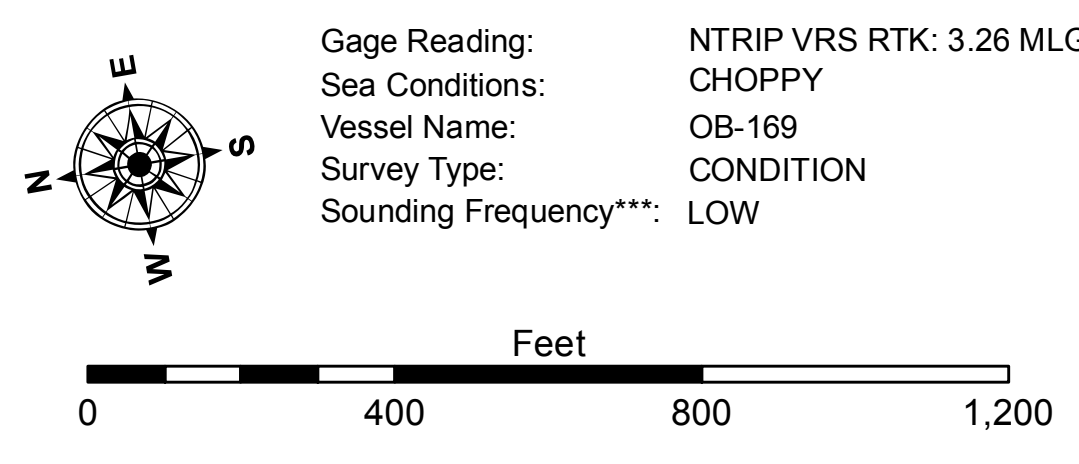 E
S
N
W
Gage Reading: NTRIP VRS RTK: 3.26 MLG
Sea Conditions: CHOPPY
Vessel Name: OB-169
Survey Type: CONDITION
Sounding Frequency***: LOW
Feet
0 400 800 1,200